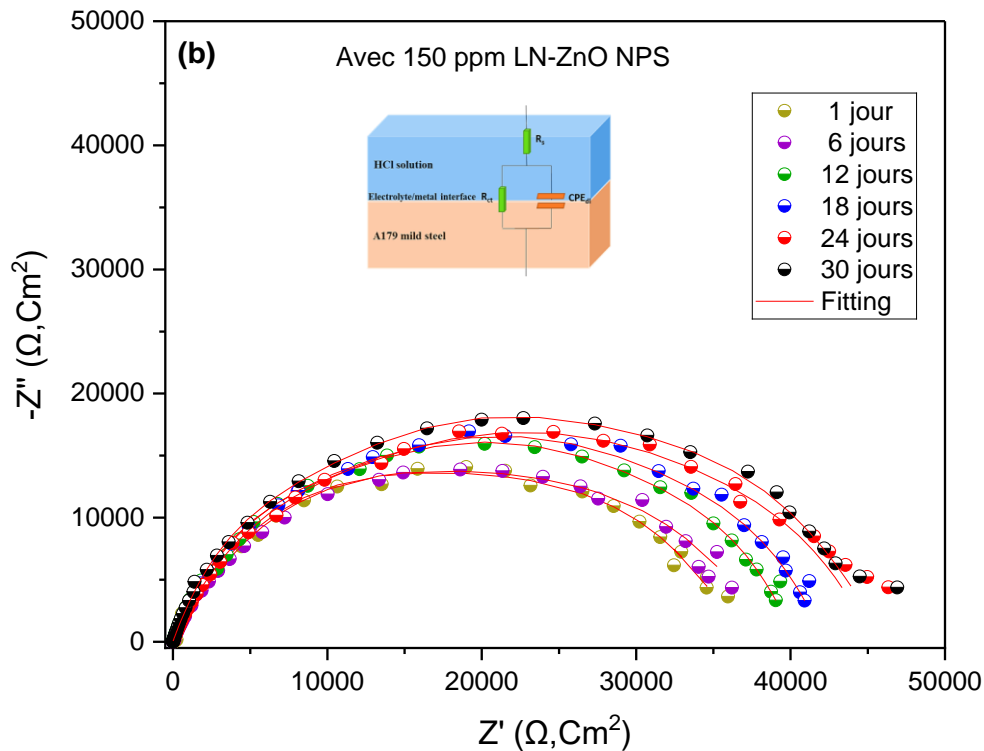 (b)
Avec 150 ppm LN-ZnO NPS
1 jour
6 jours
12 jours
18 jours
24 jours
30 jours
Fitting
HCl solution
Electrolyte/metal interface
A179 mild steel
Rs
Rct
CPEdl
-Z" (Ω,Cm²)
50000
40000
30000
20000
10000
0
0
10000
20000
30000
40000
50000
Z' (Ω,Cm²)